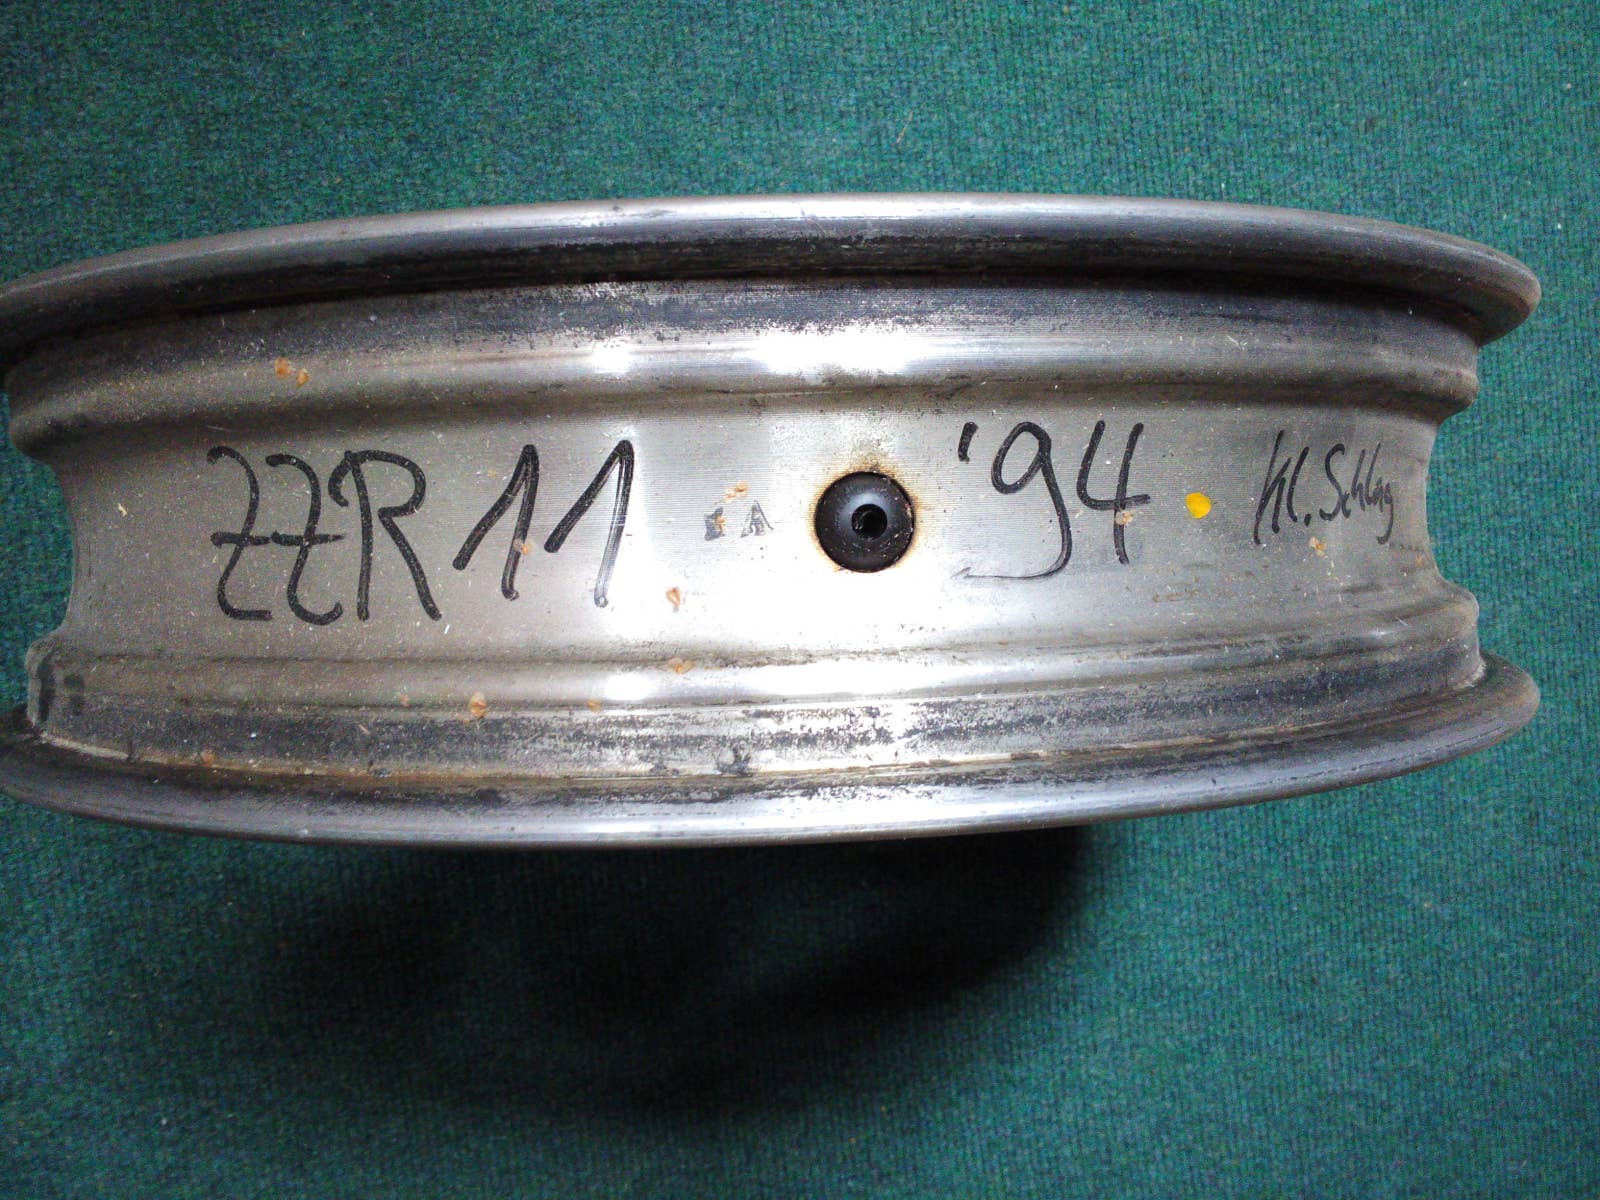 ZZR 11 '94 Kl. Schlag